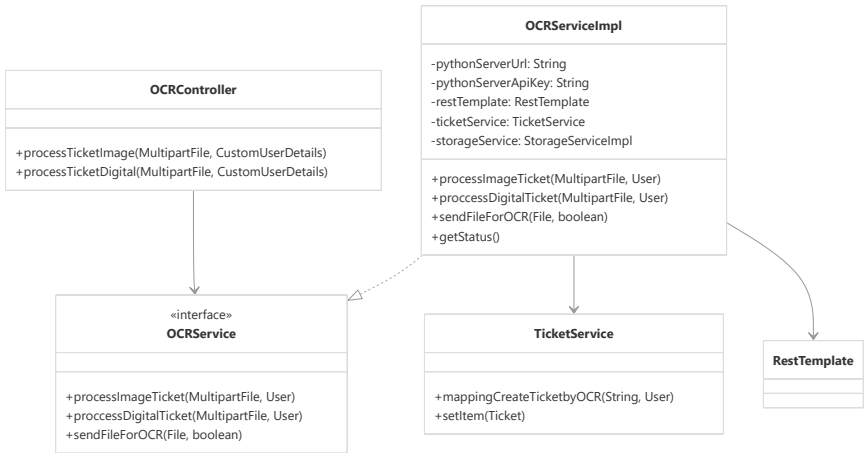 OCRServiceImpl
-pythonServerUrl: String
-pythonServerApiKey: String
-restTemplate: RestTemplate
-ticketService: TicketService
-storageService: StorageServiceImpl
+processImageTicket(MultipartFile, User)
+proccessDigitalTicket(MultipartFile, User)
+sendFileForOCR(File, boolean)
+getStatus()
OCRController
+processTicketImage(MultipartFile, CustomUserDetails)
+processTicketDigital(MultipartFile, CustomUserDetails)
«interface»
OCRService
+processImageTicket(MultipartFile, User)
+proccessDigitalTicket(MultipartFile, User)
+sendFileForOCR(File, boolean)
TicketService
+mappingCreateTicketbyOCR(String, User)
+setItem(Ticket)
RestTemplate